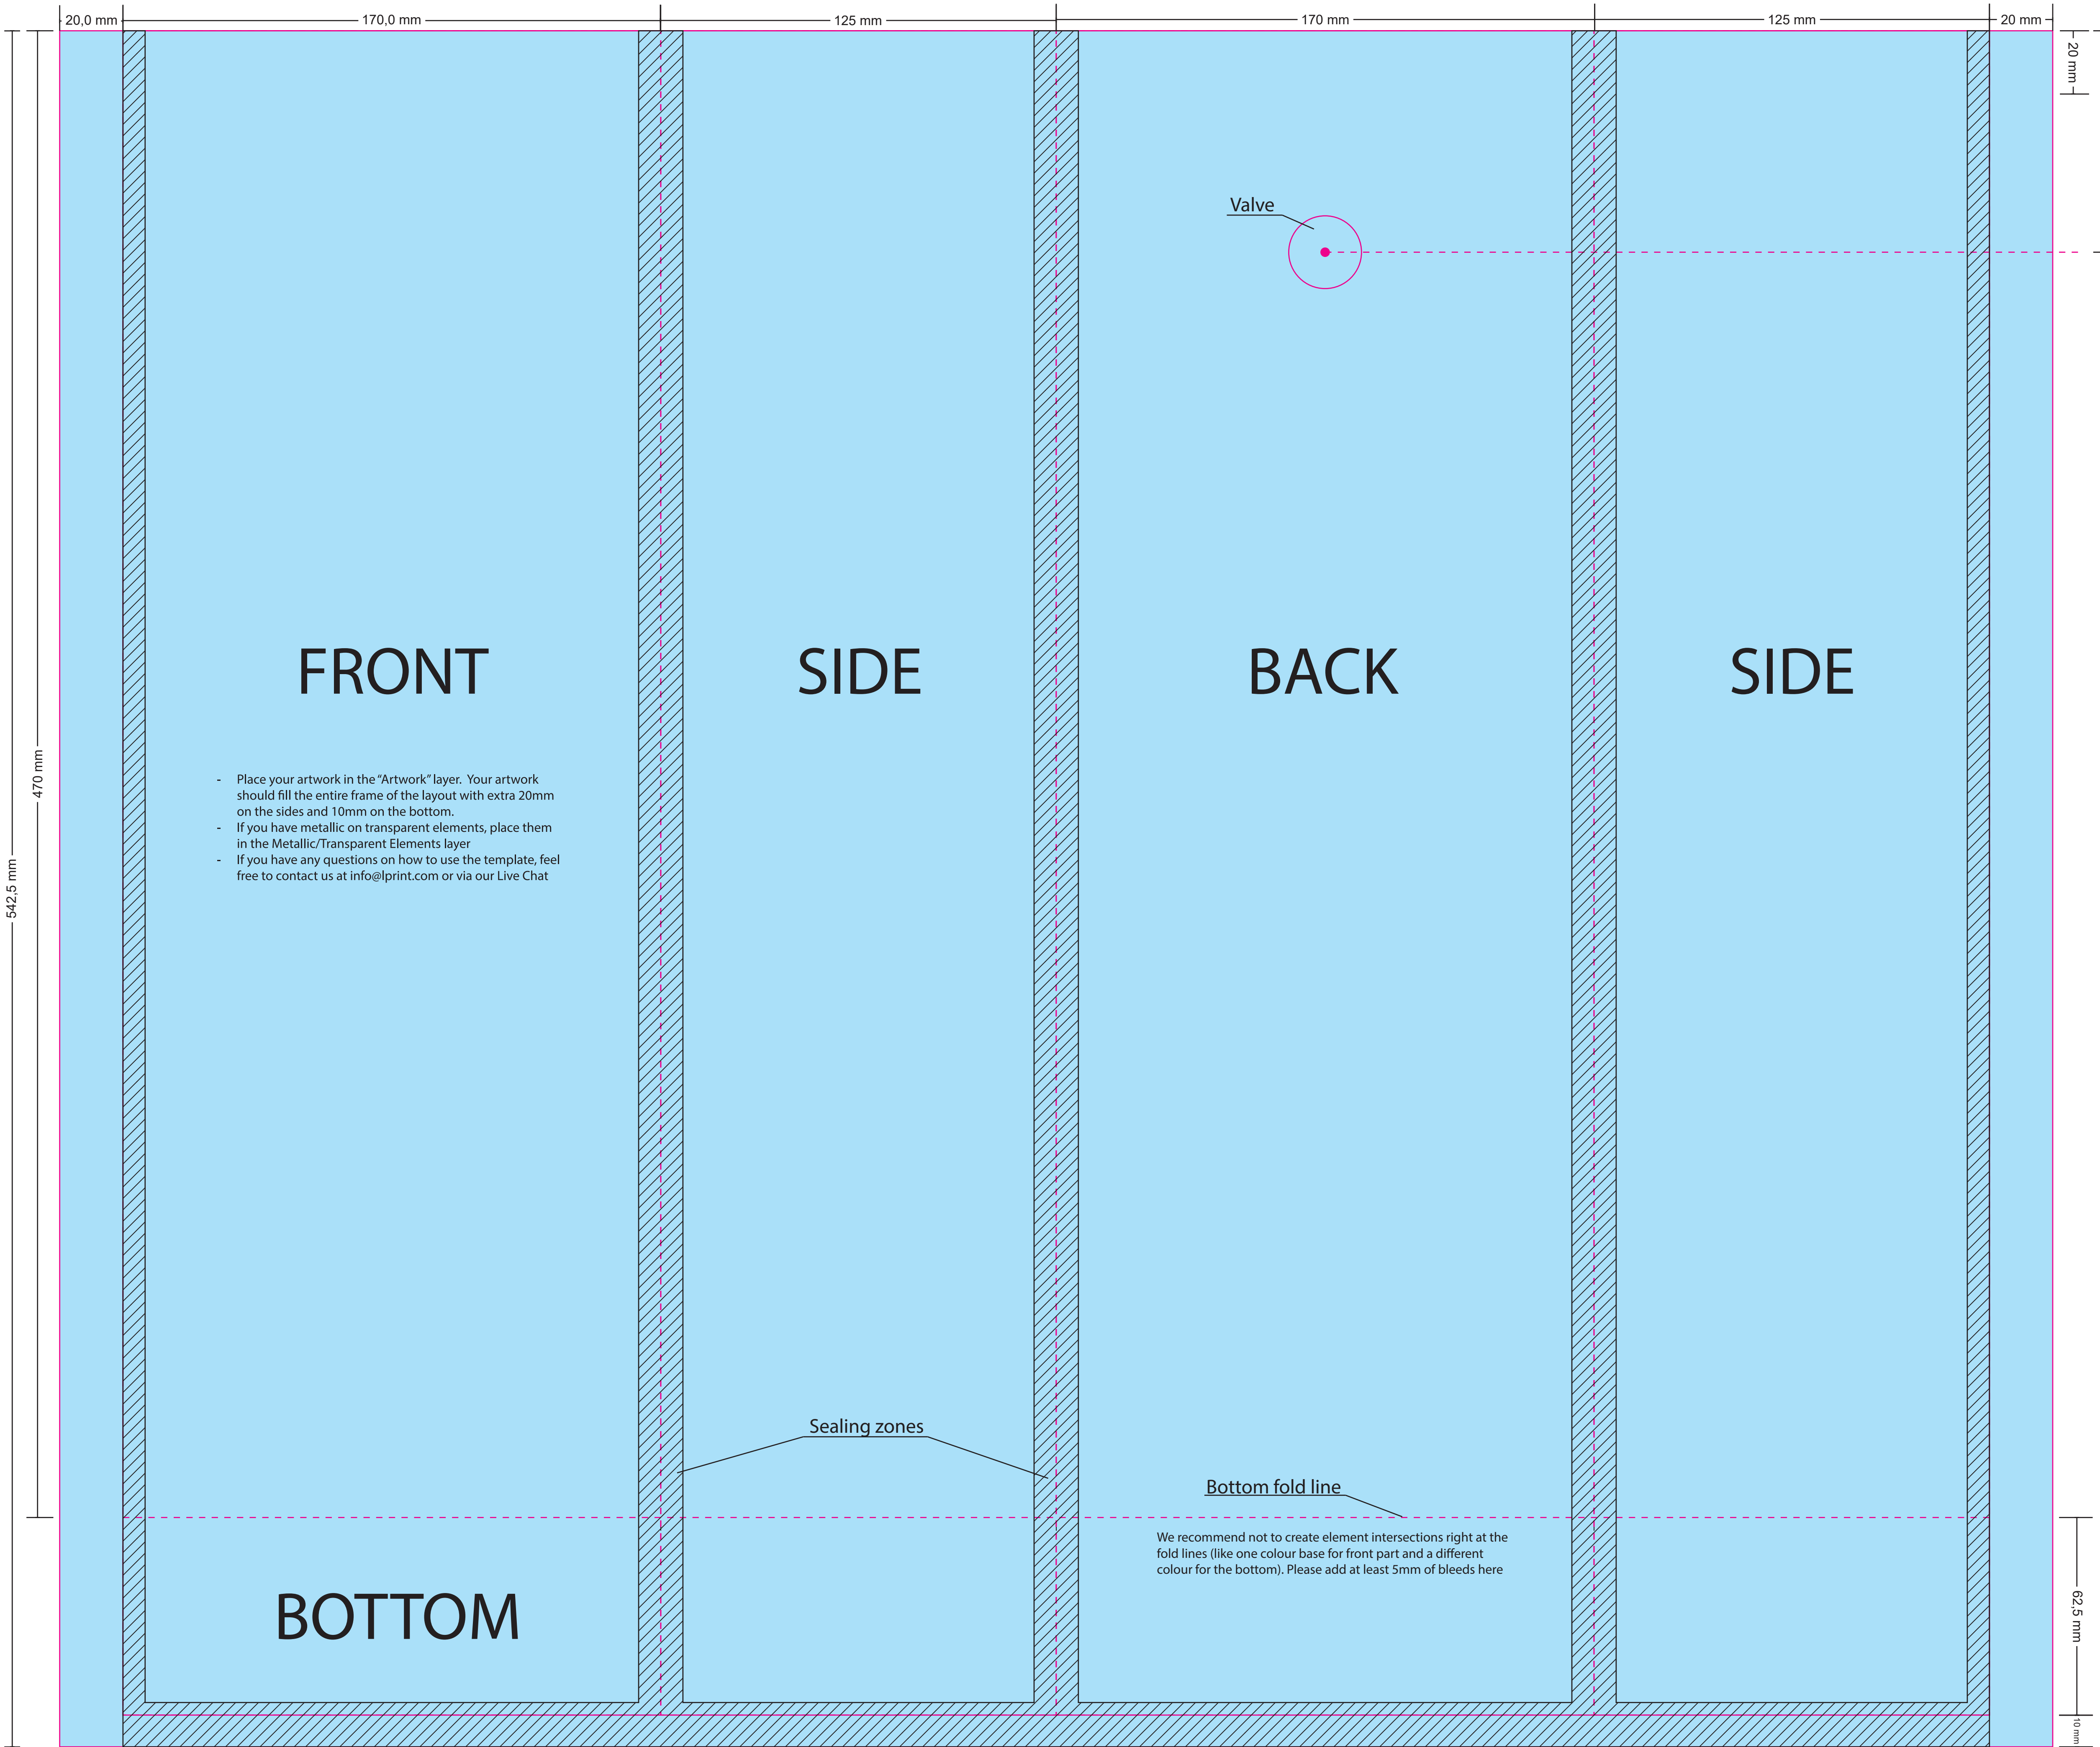 20,0 mm
170,0 mm
125 mm
170 mm
125 mm
20 mm
20 mm
Valve
FRONT
SIDE
BACK
SIDE
470 mm
542,5 mm
- Place your artwork in the “Artwork” layer. Your artwork
should fill the entire frame of the layout with extra 20mm
on the sides and 10mm on the bottom.
- If you have metallic on transparent elements, place them
in the Metallic/Transparent Elements layer
- If you have any questions on how to use the template, feel
free to contact us at info@lprint.com or via our Live Chat
Sealing zones
Bottom fold line
We recommend not to create element intersections right at the
fold lines (like one colour base for front part and a different
colour for the bottom). Please add at least 5mm of bleeds here
BOTTOM
62,5 mm
10 mm